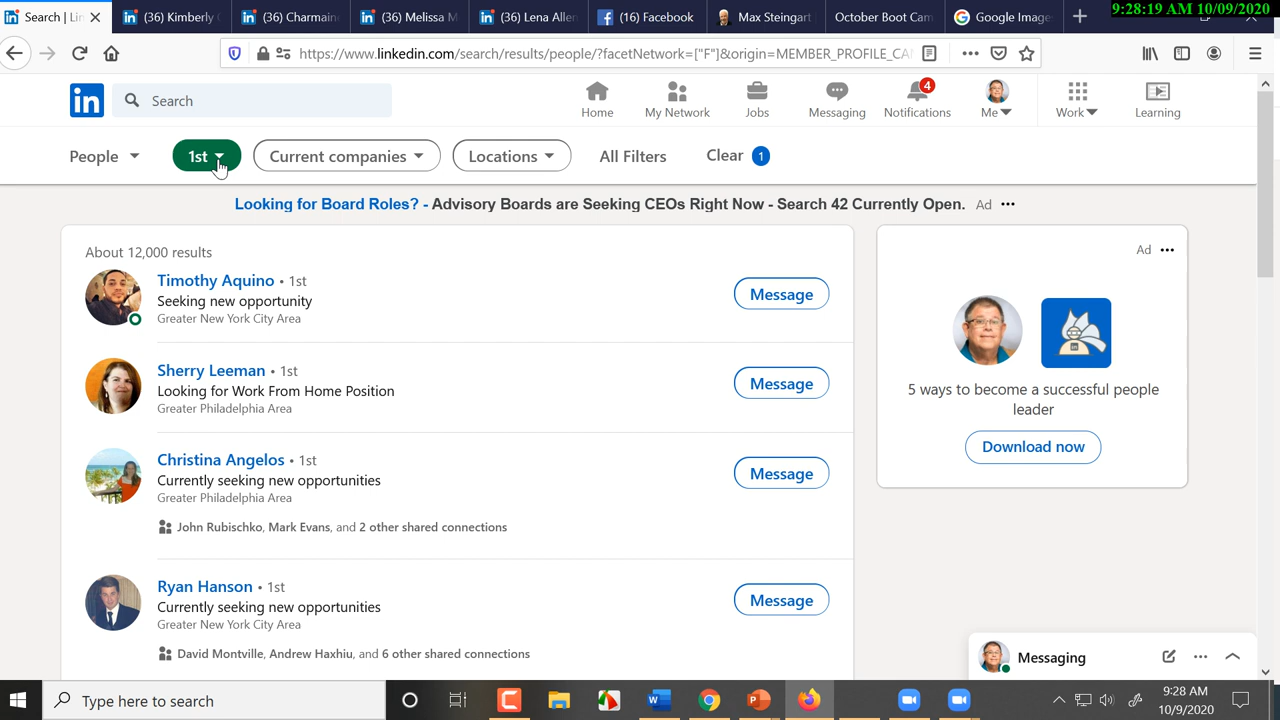 Search | Lin
(36) Kimberly C
(36) Charmain
(36) Melissa M
(36) Lena Allen
(16) Facebook
Max Steingart
October Boot Cam
Google Image
9:28:19 AM 10/09/2020
https://www.linkedin.com/search/results/people/?facetNetwork=["F"]&origin=MEMBER_PROFILE_CA
in
Search
Home
My Network
Jobs
Messaging
4
Notifications
Me
Work
Learning
People
1st
Current companies
Locations
All Filters
Clear 1
Looking for Board Roles? - Advisory Boards are Seeking CEOs Right Now - Search 42 Currently Open. Ad
About 12,000 results
Timothy Aquino • 1st
Seeking new opportunity
Greater New York City Area
Message
Sherry Leeman • 1st
Looking for Work From Home Position
Greater Philadelphia Area
Message
Christina Angelos • 1st
Currently seeking new opportunities
Greater Philadelphia Area
John Rubischko, Mark Evans, and 2 other shared connections
Message
Ryan Hanson • 1st
Currently seeking new opportunities
Greater New York City Area
David Montville, Andrew Haxhiu, and 6 other shared connections
Message
Ad
5 ways to become a successful people
leader
Download now
Messaging
Type here to search
9:28 AM
10/9/2020